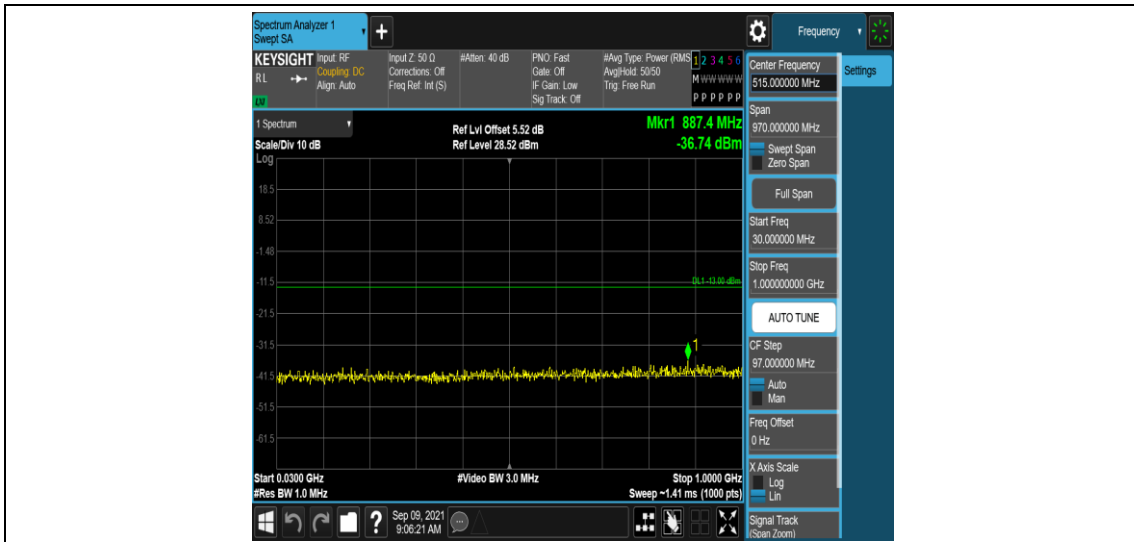 Spectrum Analyzer 1
Swept SA
+
Frequency
KEYSIGHT
RL
LXI
Input: RF
Coupling: DC
Align: Auto
Input Z: 50 Ω
Corrections: Off
Freq Ref: Int (S)
#Atten: 40 dB
PNO: Fast
Gate: Off
IF Gain: Low
Sig Track: Off
#Avg Type: Power (RMS
Avg|Hold: 50/50
Trig: Free Run
1 2 3 4 5 6
M W W W W W
P P P P P P
Center Frequency
515.000000 MHz
Settings
1 Spectrum
Scale/Div 10 dB
Ref Lvl Offset 5.52 dB
Ref Level 28.52 dBm
Mkr1 887.4 MHz
-36.74 dBm
Log
18.5
8.52
-1.48
-11.5
-21.5
-31.5
-41.5
-51.5
-61.5
DL1 -13.00 dBm
1
Start 0.0300 GHz
#Res BW 1.0 MHz
#Video BW 3.0 MHz
Stop 1.0000 GHz
Sweep ~1.41 ms (1000 pts)
Span
970.000000 MHz
Swept Span
Zero Span
Full Span
Start Freq
30.000000 MHz
Stop Freq
1.000000000 GHz
AUTO TUNE
CF Step
97.000000 MHz
Auto
Man
Freq Offset
0 Hz
X Axis Scale
Log
Lin
Signal Track
(Span Zoom)
?
Sep 09, 2021
9:06:21 AM